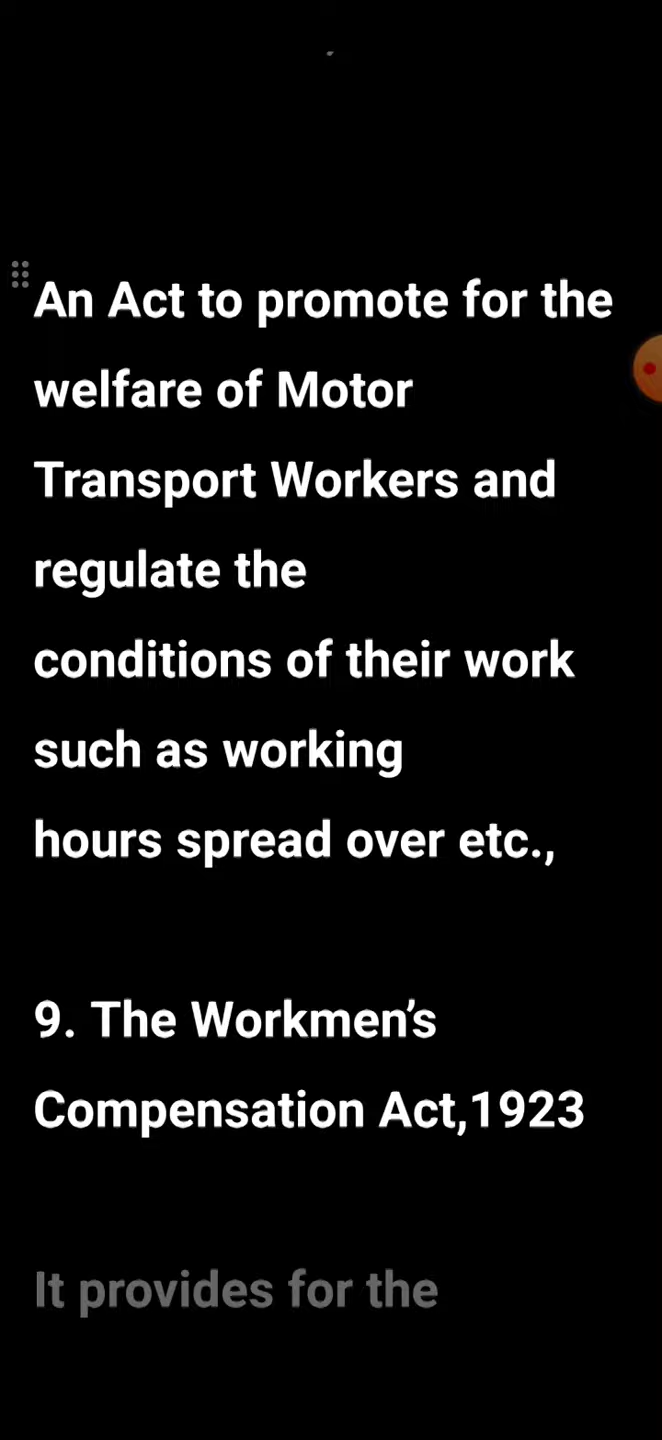 An Act to promote for the
welfare of Motor
Transport Workers and
regulate the
conditions of their work
such as working
hours spread over etc.,
9. The Workmen’s
Compensation Act,1923
It provides for the